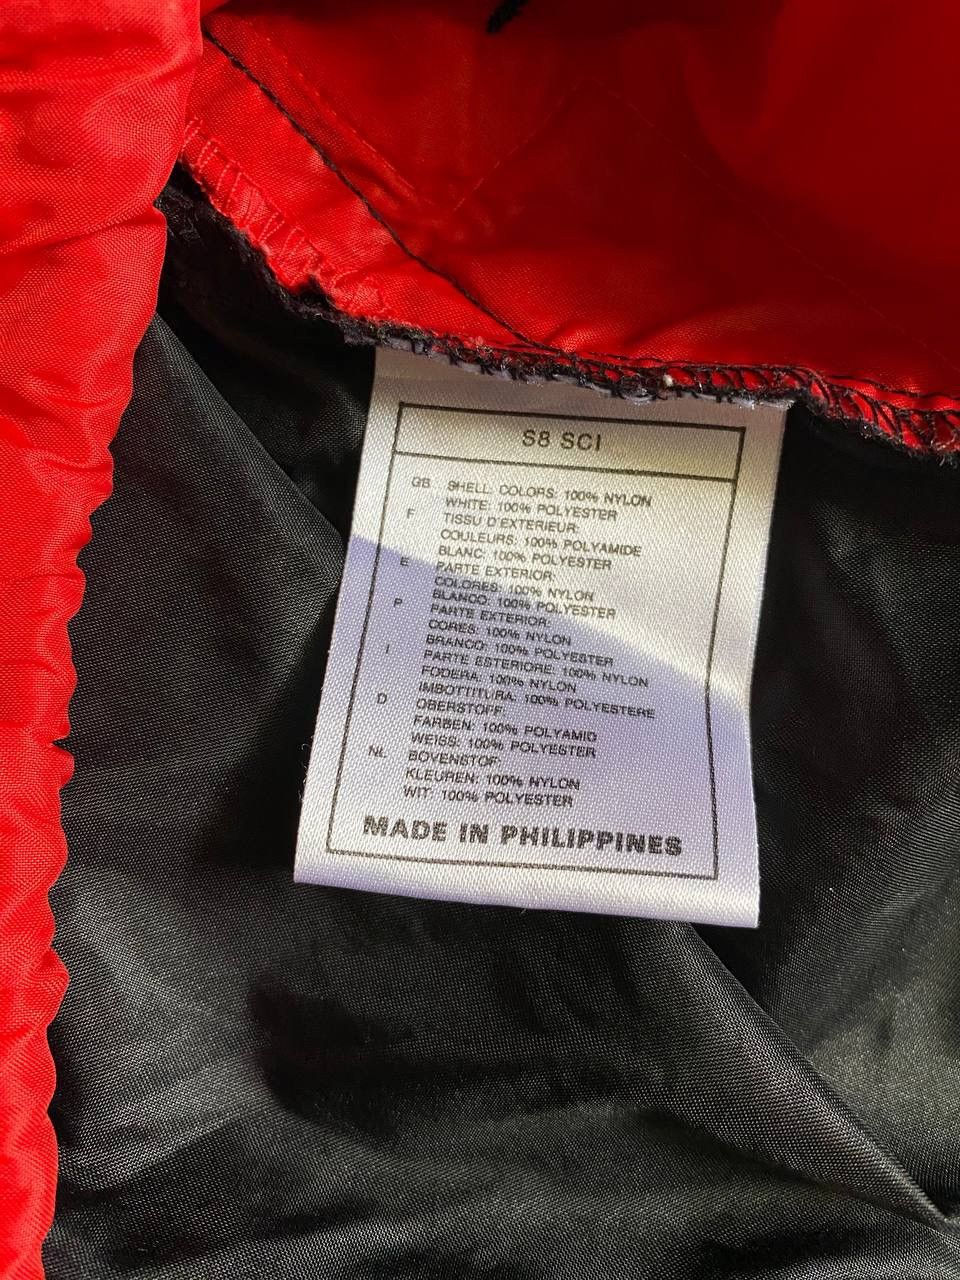 S8 SCI
GB SHELL: COLORS: 100% NYLON
WHITE: 100% POLYESTER
F TISSU D'EXTERIEUR:
COULEURS: 100% POLYAMIDE
BLANC: 100% POLYESTER
E PARTE EXTERIOR:
COLORES: 100% NYLON
BLANCO: 100% POLYESTER
P PARTE EXTERIOR:
CORES: 100% NYLON
BRANCO: 100% POLYESTER
I PARTE ESTERIORE: 100% NYLON
FODERA: 100% NYLON
IMBOTTITURA: 100% POLYESTERE
D OBERSTOFF:
FARBEN: 100% POLYAMID
WEISS: 100% POLYESTER
NL BOVENSTOF:
KLEUREN: 100% NYLON
WIT: 100% POLYESTER
MADE IN PHILIPPINES